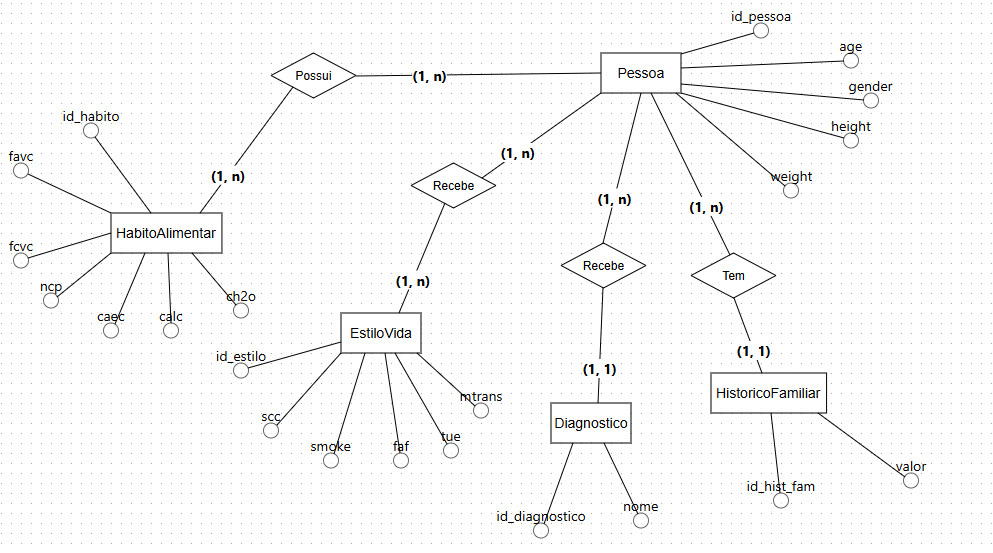 id_pessoa
age
Possui
(1, n)
Pessoa
gender
id_habito
height
favc
(1, n)
(1, n)
Recebe
weight
(1, n)
(1, n)
HabitoAlimentar
fcvc
Recebe
Tem
ncp
(1, n)
ch2o
caec
calc
EstiloVida
id_estilo
(1, 1)
(1, 1)
mtrans
HistoricoFamiliar
scc
Diagnostico
smoke
faf
tue
valor
id_hist_fam
id_diagnostico
nome